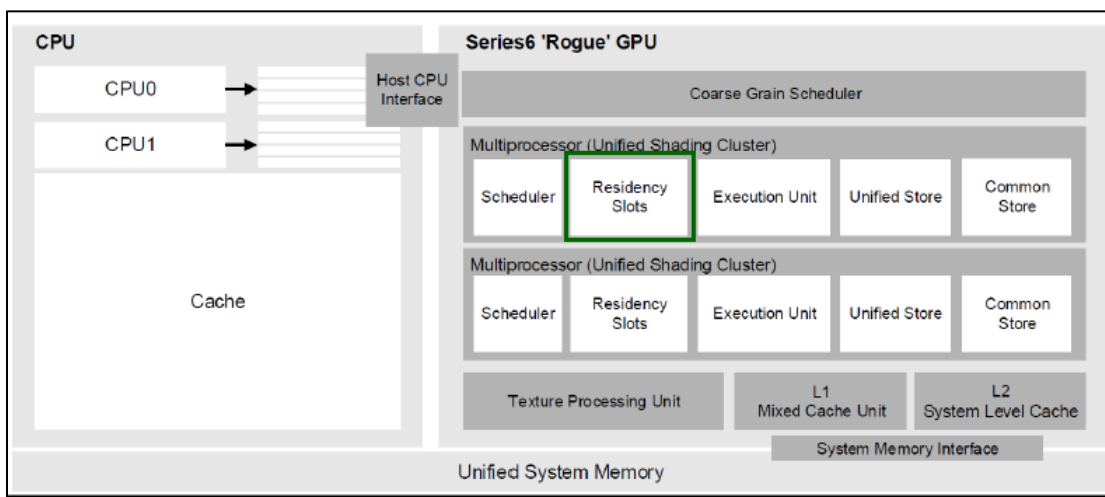 CPU
CPU0
CPU1
Cache
Host CPU
Interface
Series6 'Rogue' GPU
Coarse Grain Scheduler
Multiprocessor (Unified Shading Cluster)
Scheduler
Residency
Slots
Execution Unit
Unified Store
Common
Store
Multiprocessor (Unified Shading Cluster)
Scheduler
Residency
Slots
Execution Unit
Unified Store
Common
Store
Texture Processing Unit
L1
Mixed Cache Unit
L2
System Level Cache
System Memory Interface
Unified System Memory